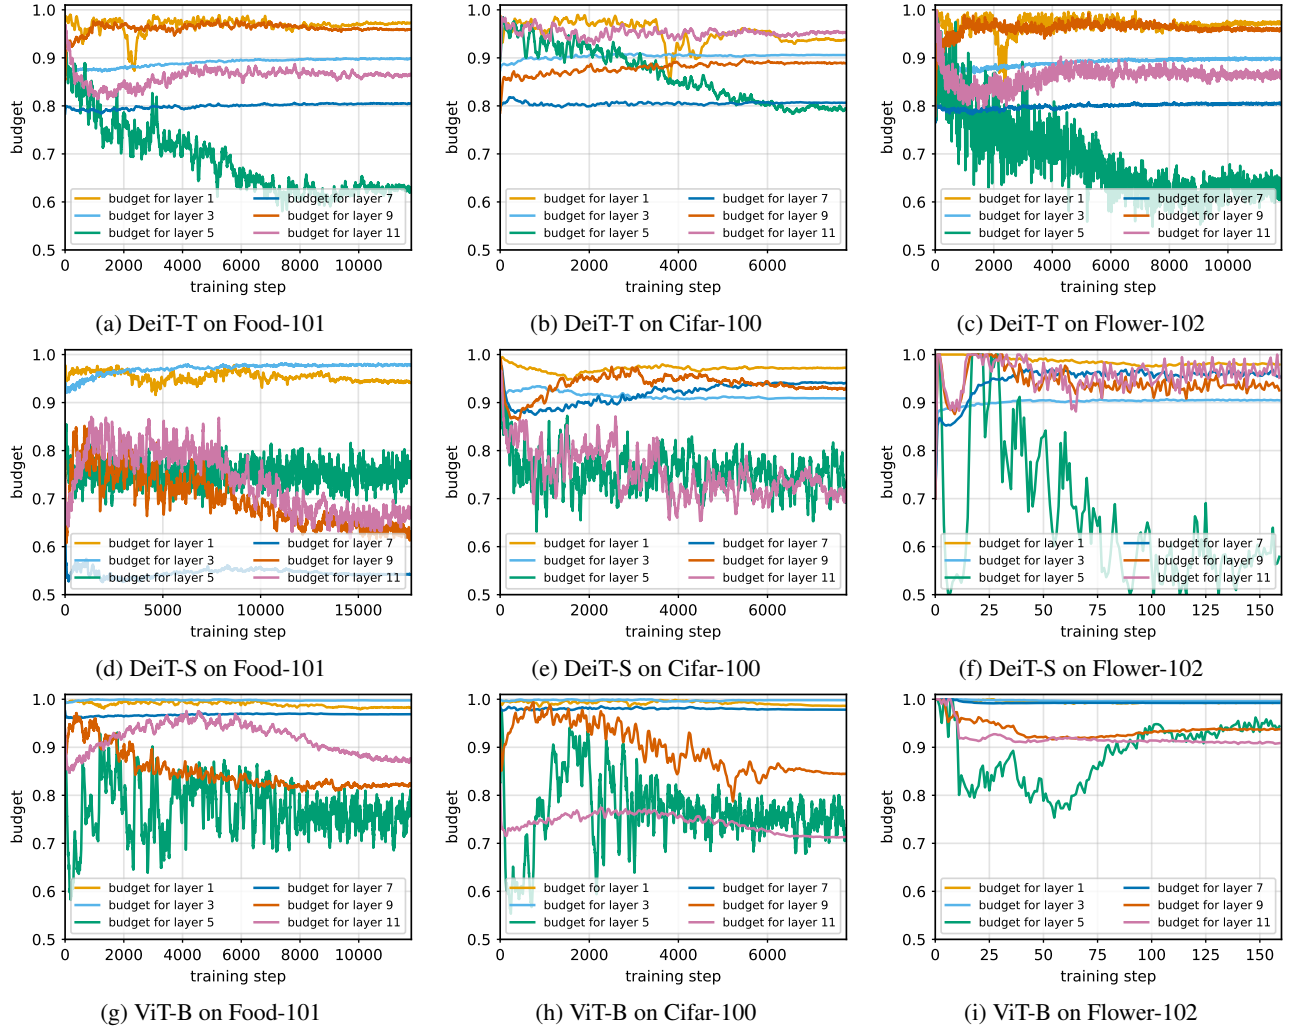 1.0
0.9
0.8
0.7
0.6
0.5
budget
budget for layer 1
budget for layer 3
budget for layer 5
budget for layer 7
budget for layer 9
budget for layer 11
0 2000 4000 6000 8000 10000
training step
(a) DeiT-T on Food-101
1.0
0.9
0.8
0.7
0.6
0.5
budget
budget for layer 1
budget for layer 3
budget for layer 5
budget for layer 7
budget for layer 9
budget for layer 11
0 2000 4000 6000
training step
(b) DeiT-T on Cifar-100
1.0
0.9
0.8
0.7
0.6
0.5
budget
budget for layer 1
budget for layer 3
budget for layer 5
budget for layer 7
budget for layer 9
budget for layer 11
0 2000 4000 6000 8000 10000
training step
(c) DeiT-T on Flower-102
1.0
0.9
0.8
0.7
0.6
0.5
budget
budget for layer 1
budget for layer 3
budget for layer 5
budget for layer 7
budget for layer 9
budget for layer 11
0 5000 10000 15000
training step
(d) DeiT-S on Food-101
1.0
0.9
0.8
0.7
0.6
0.5
budget
budget for layer 1
budget for layer 3
budget for layer 5
budget for layer 7
budget for layer 9
budget for layer 11
0 2000 4000 6000
training step
(e) DeiT-S on Cifar-100
1.0
0.9
0.8
0.7
0.6
0.5
budget
budget for layer 1
budget for layer 3
budget for layer 5
budget for layer 7
budget for layer 9
budget for layer 11
0 25 50 75 100 125 150
training step
(f) DeiT-S on Flower-102
1.0
0.9
0.8
0.7
0.6
0.5
budget
budget for layer 1
budget for layer 3
budget for layer 5
budget for layer 7
budget for layer 9
budget for layer 11
0 2000 4000 6000 8000 10000
training step
(g) ViT-B on Food-101
1.0
0.9
0.8
0.7
0.6
0.5
budget
budget for layer 1
budget for layer 3
budget for layer 5
budget for layer 7
budget for layer 9
budget for layer 11
0 2000 4000 6000
training step
(h) ViT-B on Cifar-100
1.0
0.9
0.8
0.7
0.6
0.5
budget
budget for layer 1
budget for layer 3
budget for layer 5
budget for layer 7
budget for layer 9
budget for layer 11
0 25 50 75 100 125 150
training step
(i) ViT-B on Flower-102